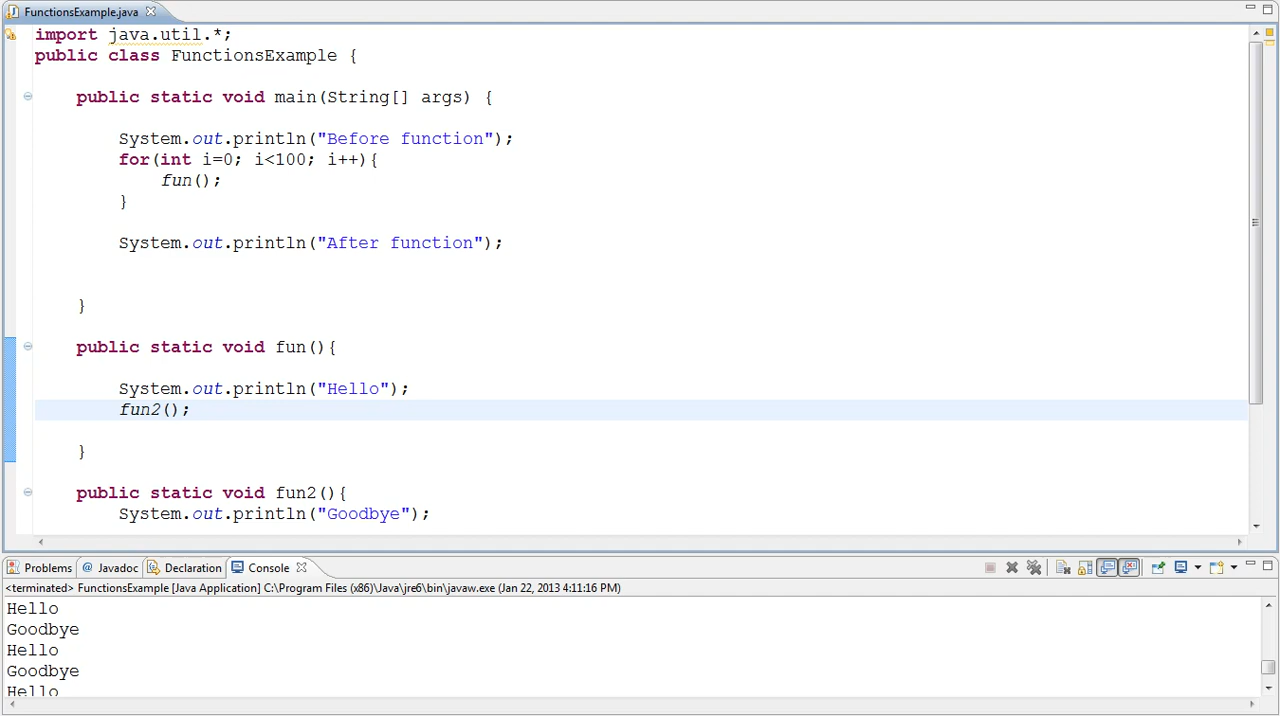 FunctionsExample.java
import java.util.*;
public class FunctionsExample {
public static void main(String[] args) {
System.out.println("Before function");
for(int i=0; i<100; i++){
fun();
}
System.out.println("After function");
}
public static void fun(){
System.out.println("Hello");
fun2();
}
public static void fun2(){
System.out.println("Goodbye");
Problems @ Javadoc Declaration Console
<terminated> FunctionsExample [Java Application] C:\Program Files (x86)\Java\jre6\bin\javaw.exe (Jan 22, 2013 4:11:16 PM)
Hello
Goodbye
Hello
Goodbye
Hello